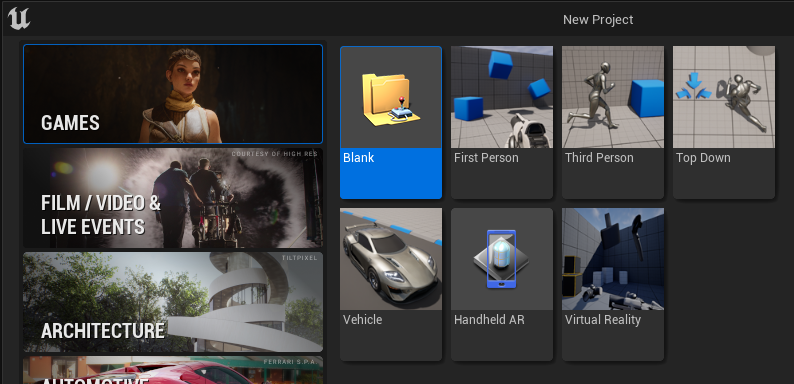 New Project
GAMES
COURTESY OF HIGH RES
FILM / VIDEO &
LIVE EVENTS
TILTPIXEL
ARCHITECTURE
FERRARI S.P.A
AUTOMOTIVE
Blank
First Person
Third Person
Top Down
Vehicle
Handheld AR
Virtual Reality